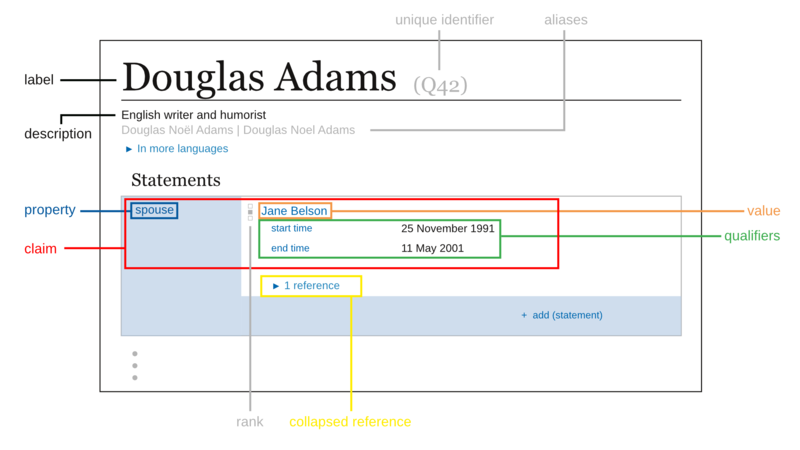 unique identifier
aliases
label
Douglas Adams (Q42)
description
English writer and humorist
Douglas Noël Adams | Douglas Noel Adams
► In more languages
Statements
property
spouse
Jane Belson
value
start time
25 November 1991
qualifiers
claim
end time
11 May 2001
► 1 reference
+ add (statement)
rank
collapsed reference